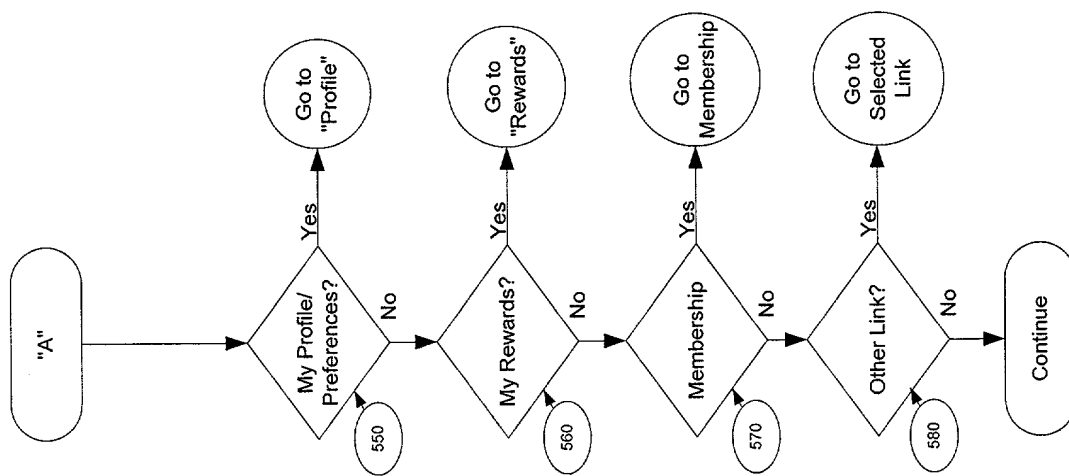 "A"
My Profile/
Preferences?
Yes
Go to
"Profile"
No
550
My Rewards?
Yes
Go to
"Rewards"
No
560
Membership
Yes
Go to
Membership
No
570
Other Link?
Yes
Go to
Selected
Link
No
580
Continue